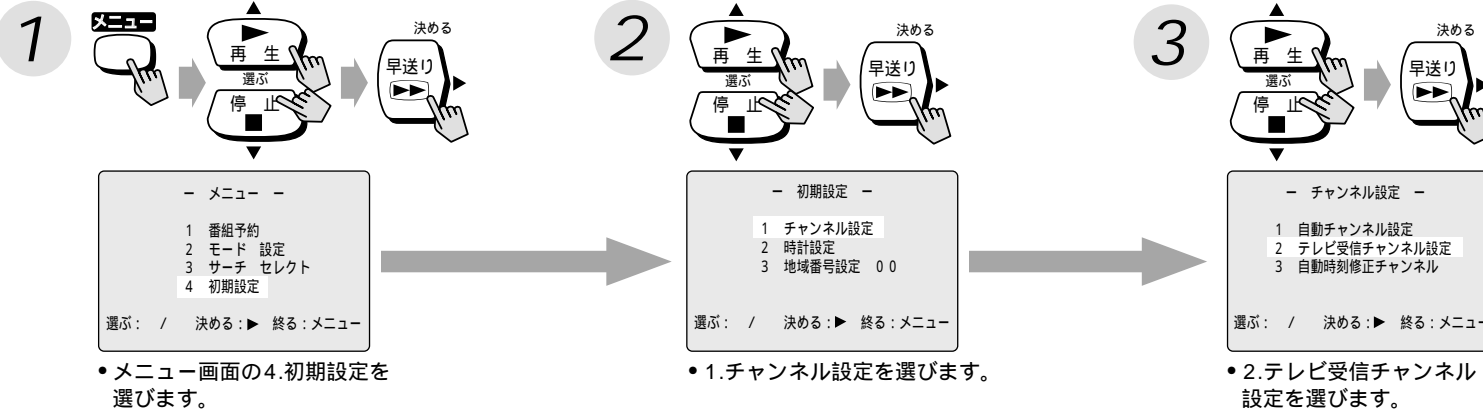 1
メニュー
再 生
選ぶ
停 止
決める
早送り
− メニュー −
1 番組予約
2 モード 設定
3 サーチ セレクト
4 初期設定
選ぶ: / 決める:▶ 終る:メニュー
• メニュー画面の4.初期設定を
選びます。
2
再 生
選ぶ
停 止
決める
早送り
− 初期設定 −
1 チャンネル設定
2 時計設定
3 地域番号設定 00
選ぶ: / 決める:▶ 終る:メニュー
• 1.チャンネル設定を選びます。
3
再 生
選ぶ
停 止
決める
早送り
− チャンネル設定 −
1 自動チャンネル設定
2 テレビ受信チャンネル設定
3 自動時刻修正チャンネル
選ぶ: / 決める:▶ 終る:メニュー
• 2.テレビ受信チャンネル
設定を選びます。